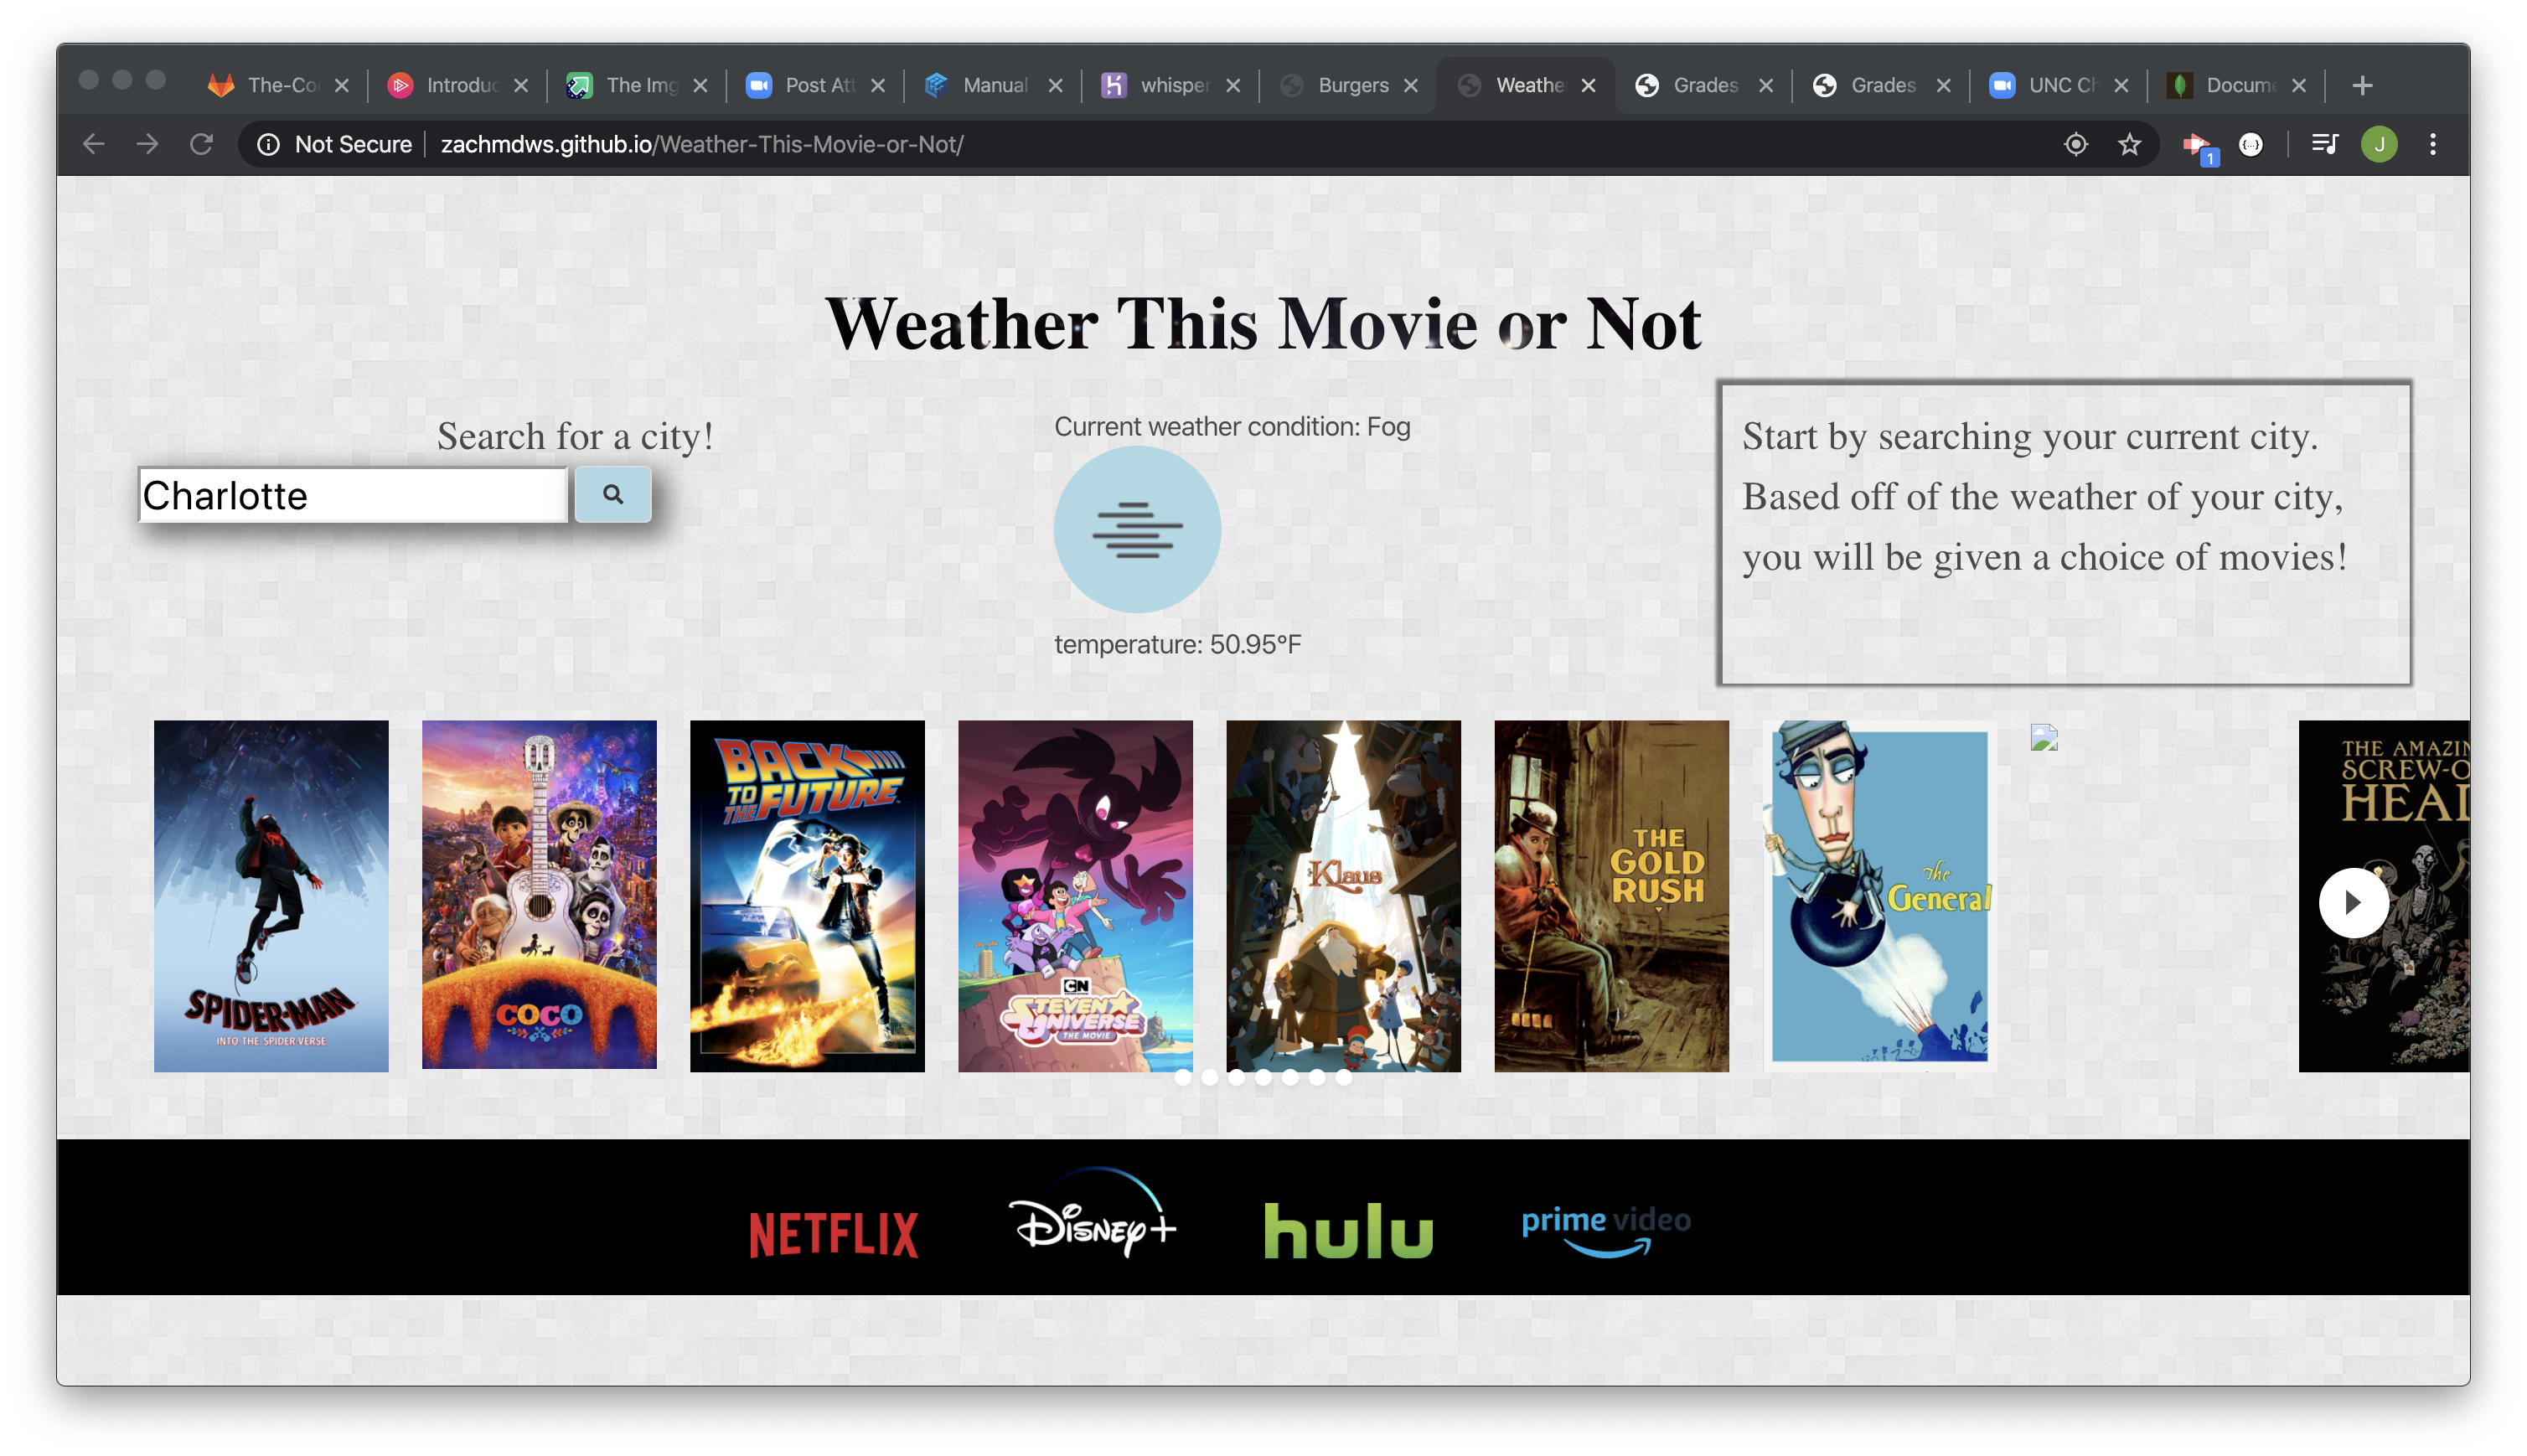 The-Co
Introduc
The Img
Post Att
Manual
whisper
Burgers
Weathe
Grades
Grades
UNC Ch
Docume
Not Secure
zachmdws.github.io/Weather-This-Movie-or-Not/
1
J
Weather This Movie or Not
Search for a city!
Charlotte
Current weather condition: Fog
temperature: 50.95°F
Start by searching your current city.
Based off of the weather of your city,
you will be given a choice of movies!
SPIDER-MAN
INTO THE SPIDER-VERSE
COCO
BACK
TO THE FUTURE
CN
STEVEN
UNIVERSE
THE MOVIE
Klaus
THE
GOLD
RUSH
The
General
THE AMAZIN
SCREW-O
HEA
NETFLIX
Disney+
hulu
prime video